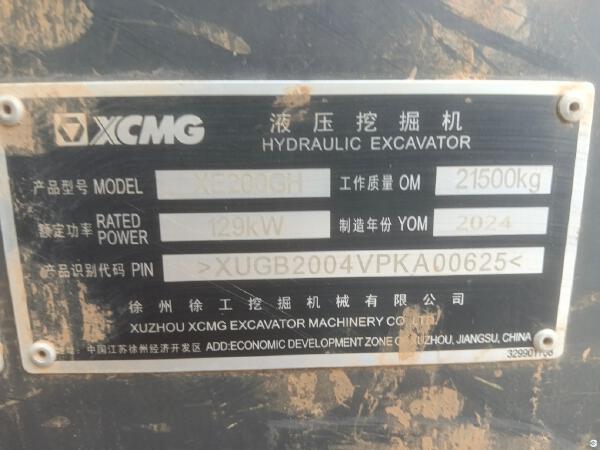 XCMG 液压挖掘机
HYDRAULIC EXCAVATOR
产品型号 MODEL XE200GH 工作质量 OM 21500kg
额定功率 RATED POWER 129kW 制造年份 YOM 2024
产品识别代码 PIN >XUGB2004VPKA00625<
徐州徐工挖掘机械有限公司
XUZHOU XCMG EXCAVATOR MACHINERY CO.,LTD.
地址: 中国江苏徐州经济开发区 ADD:ECONOMIC DEVELOPMENT ZONE OF XUZHOU, JIANGSU, CHINA